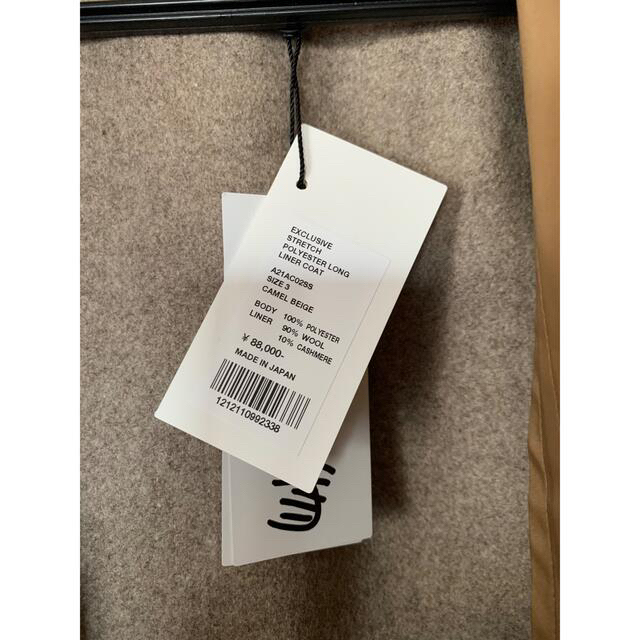 EXCLUSIVE
STRETCH
POLYESTER LONG
LINER COAT
A21AC02SS
SIZE 3
CAMEL BEIGE
BODY 100% POLYESTER
LINER 90% WOOL
10% CASHMERE
¥ 88,000-
MADE IN JAPAN
1212110992338